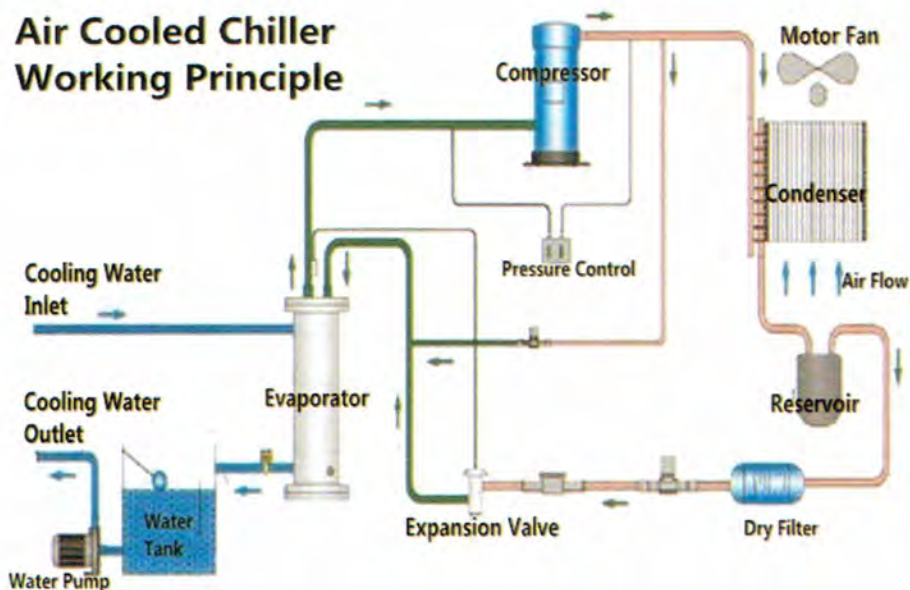 Air Cooled Chiller
Working Principle
Compressor
Motor Fan
Condenser
Pressure Control
Cooling Water
Inlet
Air Flow
Evaporator
Reservoir
Cooling Water
Outlet
Water
Tank
Expansion Valve
Dry Filter
Water Pump